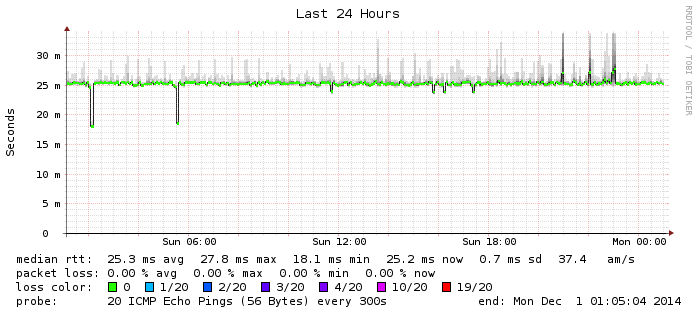 Last 24 Hours
RRDTOOL / TOBI OETIKER
Seconds
30 m
25 m
20 m
15 m
10 m
5 m
0
Sun 06:00 Sun 12:00 Sun 18:00 Mon 00:00
median rtt: 25.3 ms avg 27.8 ms max 18.1 ms min 25.2 ms now 0.7 ms sd 37.4 am/s
packet loss: 0.00 % avg 0.00 % max 0.00 % min 0.00 % now
loss color: 0 1/20 2/20 3/20 4/20 10/20 19/20
probe: 20 ICMP Echo Pings (56 Bytes) every 300s end: Mon Dec 1 01:05:04 2014